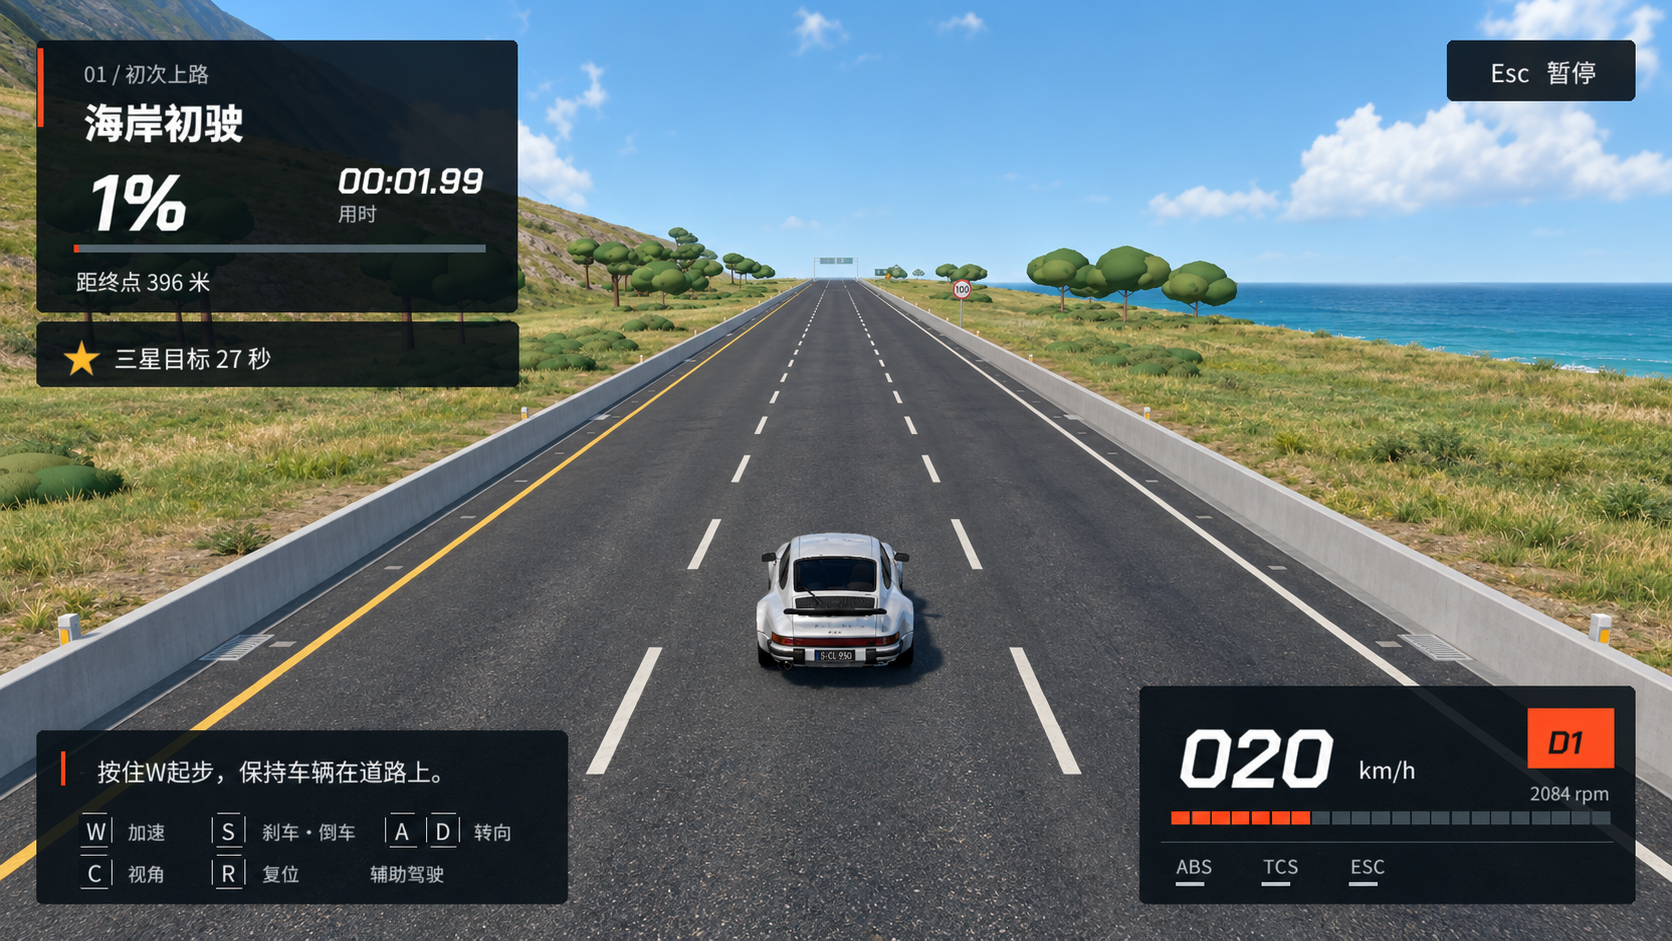 01 / 初次上路
海岸初驶
1%
00:01.99
用时
距终点 396 米
三星目标 27 秒
Esc 暂停
100
S·CL 930
按住W起步，保持车辆在道路上。
W 加速 S 刹车·倒车 A D 转向
C 视角 R 复位 辅助驾驶
020 km/h
D1
2084 rpm
ABS TCS ESC